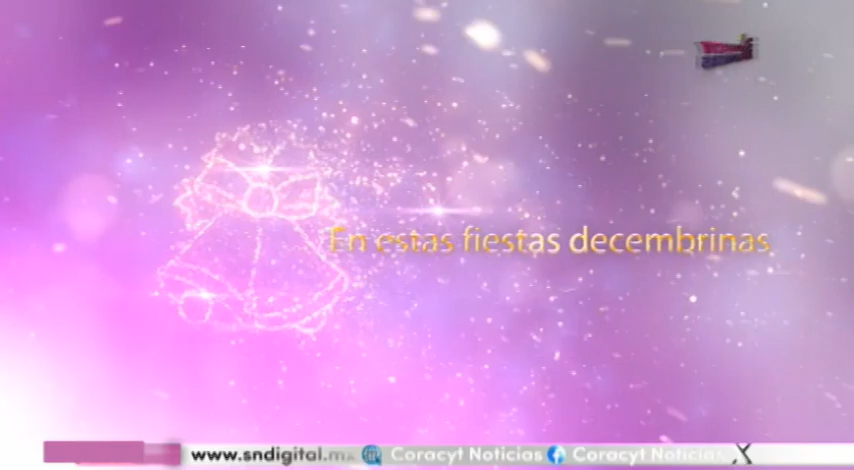 En estas fiestas decembrinas
www.sndigital.mx Coracyt Noticias Coracyt Noticias